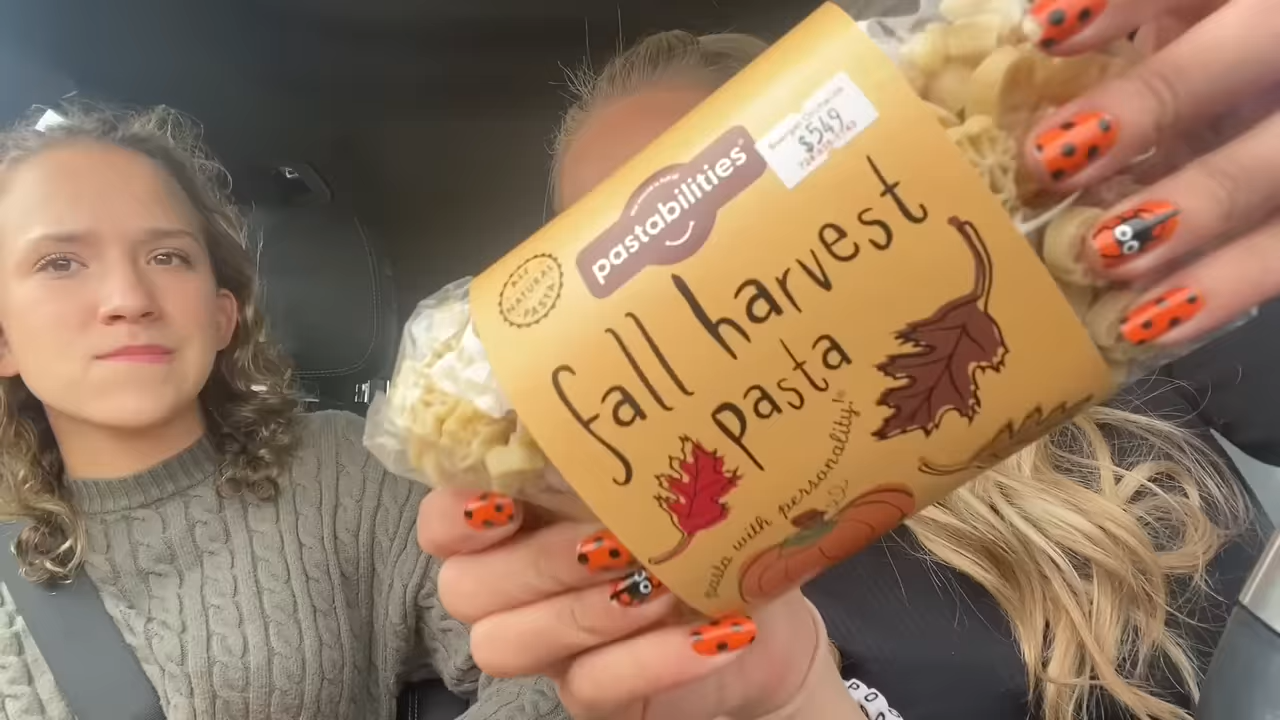 $5.49
pastabilities®
ALL
NATURAL
PASTA
fall harvest
pasta
pasta with personality!®